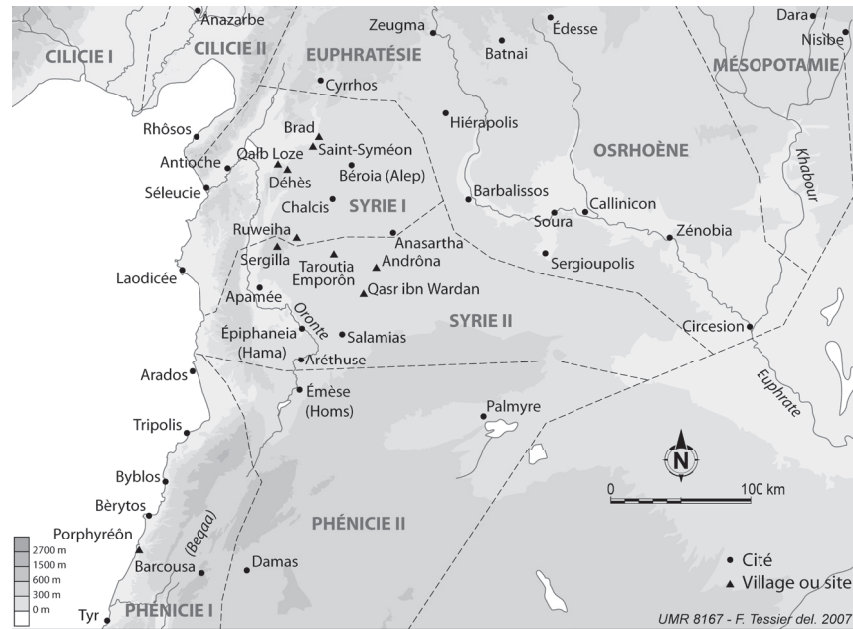 Anazarbe
CILICIE I
CILICIE II
Zeugma
EUPHRATÉSIE
Batnai
Édesse
Dara
Nisibe
MÉSOPOTAMIE
Cyrrhos
Hiérapolis
OSRHOÈNE
Khabour
Rhôsos
Brad
Saint-Syméon
Qalb Loze
Antioche
Déhès
Béroia (Alep)
Séleucie
Chalcis
SYRIE I
Barbalissos
Callinicon
Soura
Zénobia
Ruweiha
Anasartha
Sergilla
Taroutia
Emporôn
Andrôna
Sergioupolis
Laodicée
Apamée
Qasr ibn Wardan
Oronte
SYRIE II
Circesion
Épiphaneia
(Hama)
Salamias
Aréthuse
Arados
Émèse
(Homs)
Euphrate
Palmyre
Tripolis
N
Byblos
0 100 km
Bèrytos
PHÉNICIE II
Porphyréôn
(Beqaa)
2700 m
1500 m
600 m
300 m
0 m
Barcousa
Damas
Cité
Village ou site
PHÉNICIE I
Tyr
UMR 8167 - F. Tessier del. 2007